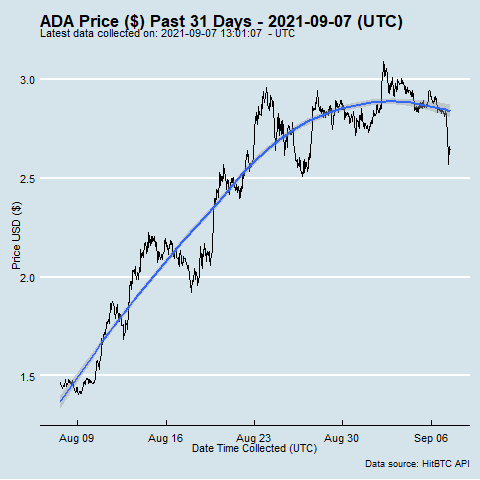 ADA Price ($) Past 31 Days - 2021-09-07 (UTC)
Latest data collected on: 2021-09-07 13:01:07 - UTC
3.0
2.5
2.0
1.5
Price USD ($)
Aug 09
Aug 16
Aug 23
Aug 30
Sep 06
Date Time Collected (UTC)
Data source: HitBTC API